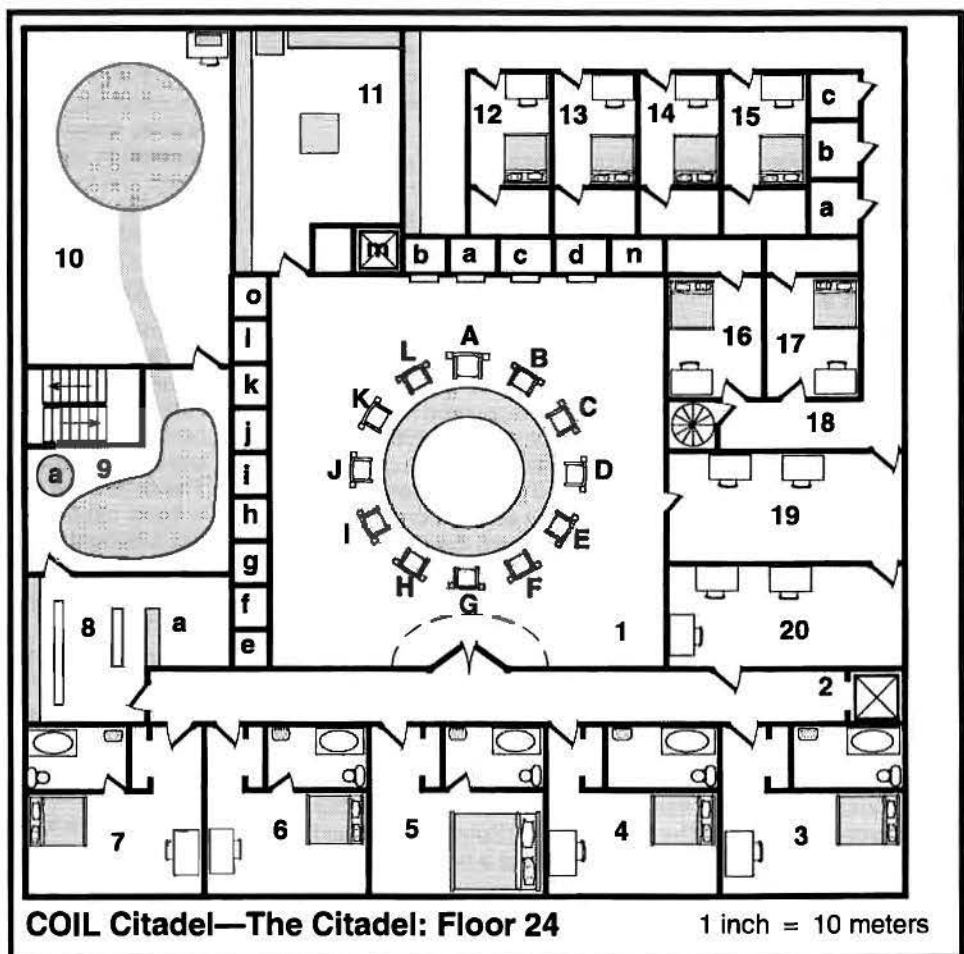 11
12 13 14 15 c
b
a
10
m b a c d n
o
l
k
j
i
h
g
f
e
A
B
C
D
E
F
G
H
I
J
K
L
16 17
18
9
a
19
8 a
1
20
2
7 6 5 4 3
COIL Citadel—The Citadel: Floor 24
1 inch = 10 meters